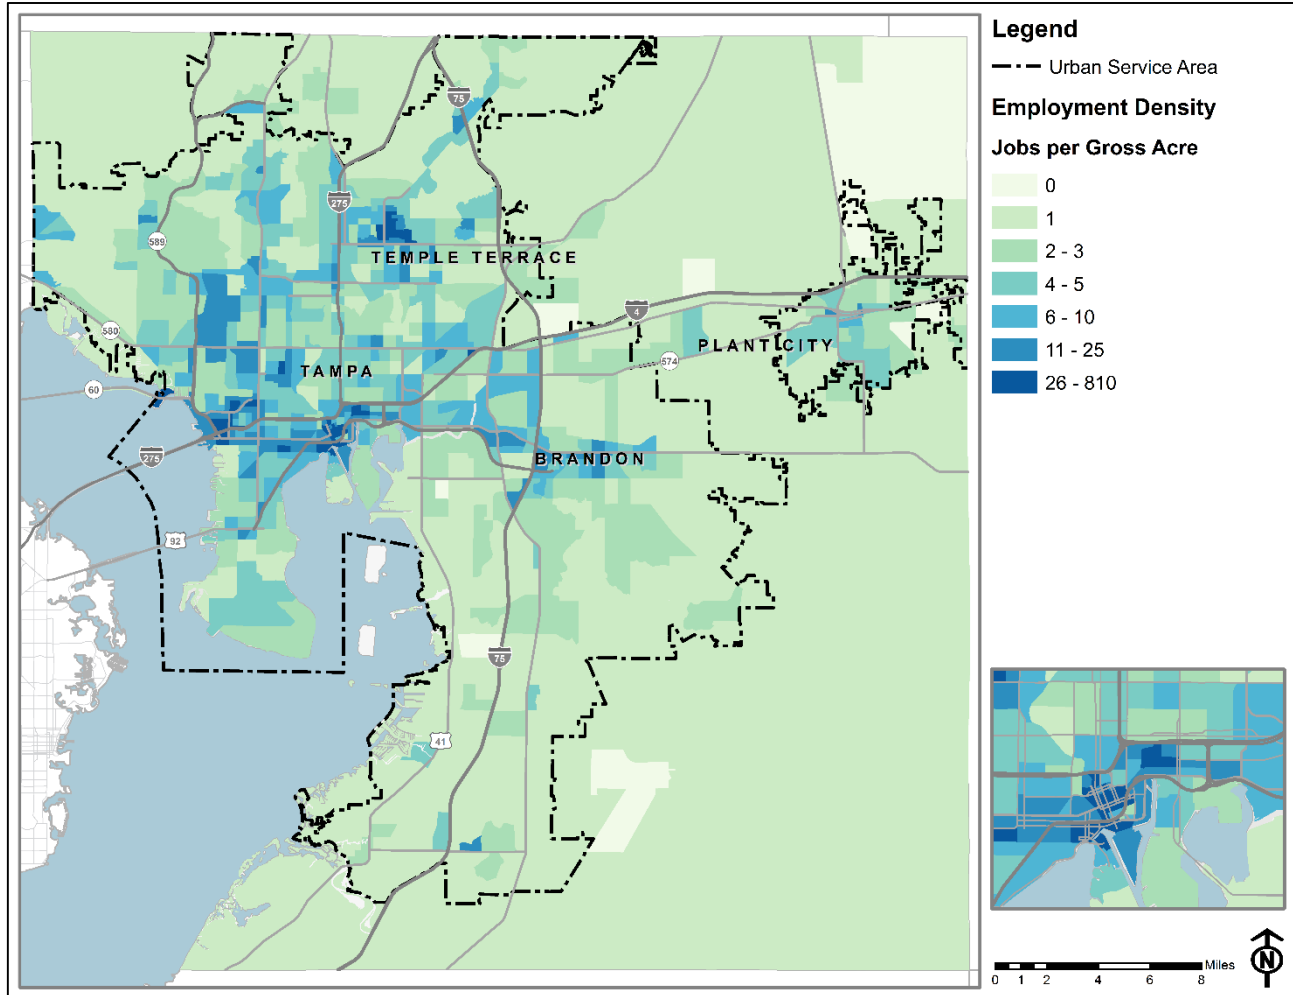 Legend
Urban Service Area
Employment Density
Jobs per Gross Acre
0
1
2 - 3
4 - 5
6 - 10
11 - 25
26 - 810
75
275
589
TEMPLE TERRACE
4
580
PLANT CITY
574
TAMPA
60
275
BRANDON
92
75
41
Miles
0 1 2 4 6 8
N